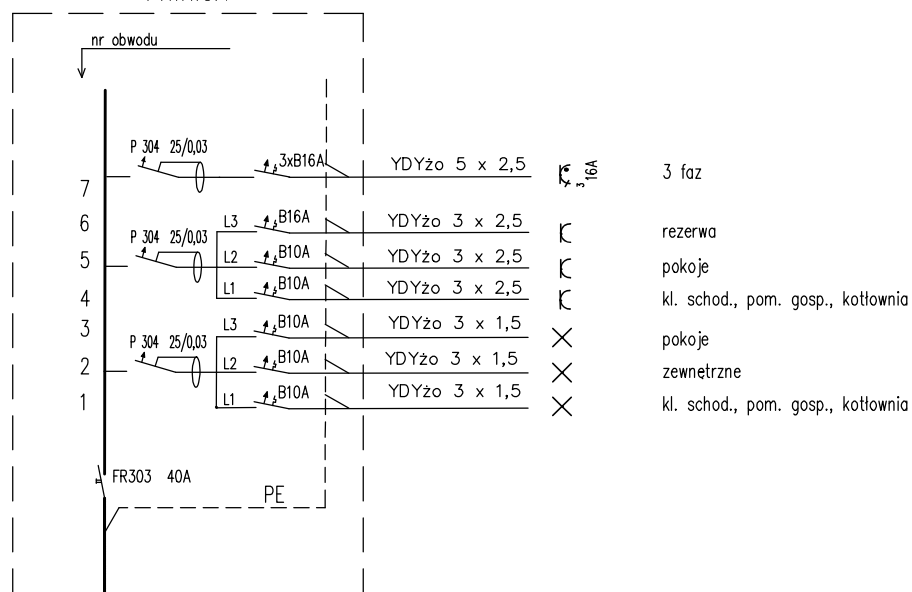 nr obwodu
P 304 25/0,03
3xB16A
YDYżo 5 x 2,5
3 16A
3 faz
7
6
L3
B16A
YDYżo 3 x 2,5
rezerwa
P 304 25/0,03
5
L2
B10A
YDYżo 3 x 2,5
pokoje
4
L1
B10A
YDYżo 3 x 2,5
kl. schod., pom. gosp., kotłownia
3
L3
B10A
YDYżo 3 x 1,5
pokoje
P 304 25/0,03
2
L2
B10A
YDYżo 3 x 1,5
zewnętrzne
1
L1
B10A
YDYżo 3 x 1,5
kl. schod., pom. gosp., kotłownia
FR303 40A
PE